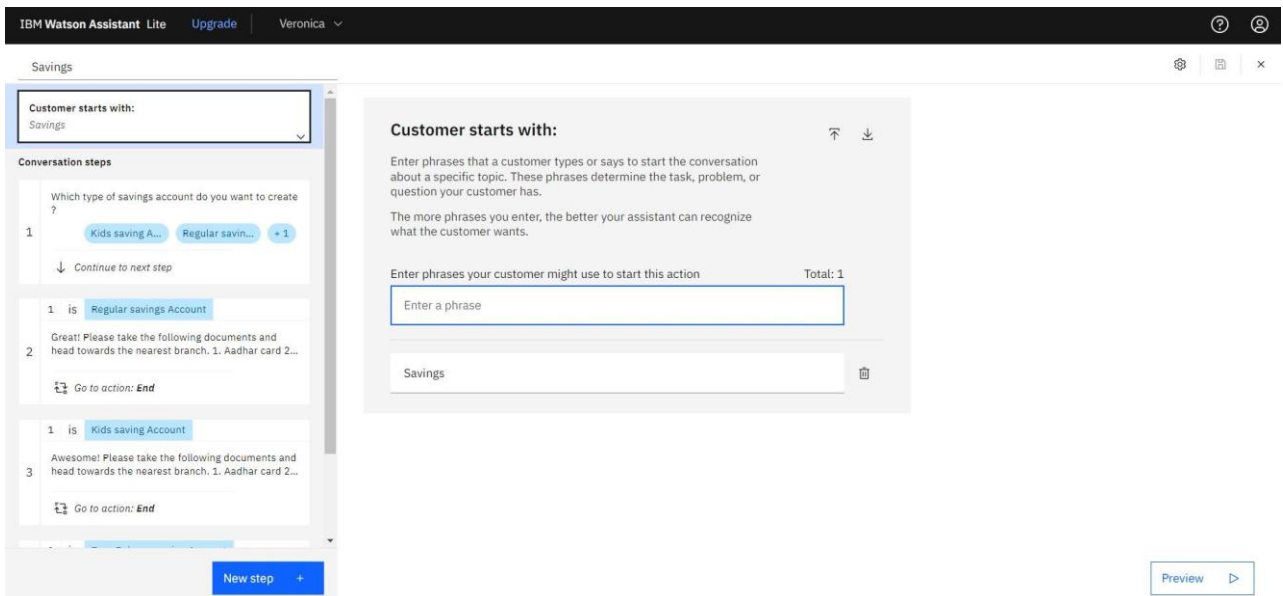 IBM Watson Assistant Lite Upgrade Veronica
Savings
Customer starts with:
Savings
Conversation steps
1
Which type of savings account do you want to create
?
Kids saving A... Regular savin... + 1
Continue to next step
2
1 is Regular savings Account
Great! Please take the following documents and
head towards the nearest branch. 1. Aadhar card 2...
Go to action: End
3
1 is Kids saving Account
Awesome! Please take the following documents and
head towards the nearest branch. 1. Aadhar card 2...
Go to action: End
New step +
Customer starts with:
Enter phrases that a customer types or says to start the conversation
about a specific topic. These phrases determine the task, problem, or
question your customer has.
The more phrases you enter, the better your assistant can recognize
what the customer wants.
Enter phrases your customer might use to start this action Total: 1
Enter a phrase
Savings
Preview